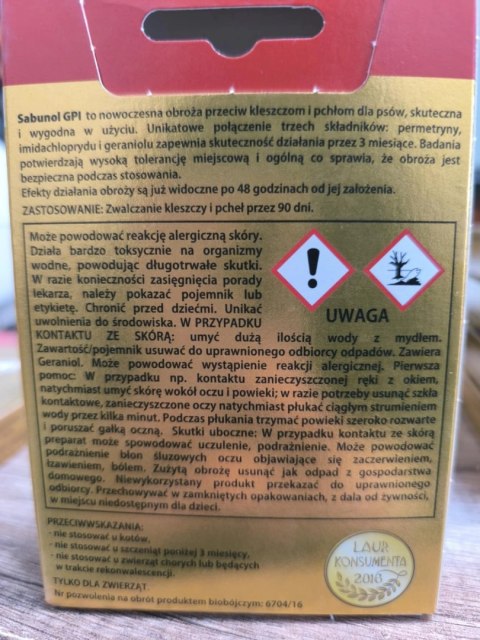 Sabunol GPI to nowoczesna obroża przeciw kleszczom i pchłom dla psów, skuteczna
i wygodna w użyciu. Unikatowe połączenie trzech składników: permetryny,
imidachloprydu i geraniolu zapewnia skuteczność działania przez 3 miesiące. Badania
potwierdzają wysoką tolerancję miejscową i ogólną co sprawia, że obroża jest
bezpieczna podczas stosowania.
Efekty działania obroży są już widoczne po 48 godzinach od jej założenia.
ZASTOSOWANIE: Zwalczanie kleszczy i pcheł przez 90 dni.
Może powodować reakcję alergiczną skóry.
Działa bardzo toksycznie na organizmy
wodne, powodując długotrwałe skutki.
W razie konieczności zasięgnięcia porady
lekarza, należy pokazać pojemnik lub
etykietę. Chronić przed dziećmi. Unikać
uwolnienia do środowiska. W PRZYPADKU
UWAGA
KONTAKTU ZE SKÓRĄ: umyć dużą ilością wody z mydłem.
Zawartość/pojemnik usuwać do uprawnionego odbiorcy odpadów. Zawiera
Geraniol. Może powodować wystąpienie reakcji alergicznej. Pierwsza
pomoc: W przypadku np. kontaktu zanieczyszczonej ręki z okiem,
natychmiast umyć skórę wokół oczu i powieki; w razie potrzeby usunąć szkła
kontaktowe, zanieczyszczone oczy natychmiast płukać ciągłym strumieniem
wody przez kilka minut. Podczas płukania trzymać powieki szeroko rozwarte
i poruszać gałką oczną. Skutki uboczne: W przypadku kontaktu ze skórą
preparat może spowodować uczulenie, podrażnienie. Może powodować
podrażnienie błon śluzowych oczu objawiające się zaczerwieniem,
łzawieniem, bólem. Zużytą obrożę usunąć jak odpad z gospodarstwa
domowego. Niewykorzystany produkt przekazać do uprawnionego
odbiorcy. Przechowywać w zamkniętych opakowaniach, z dala od żywności,
w miejscu niedostępnym dla dzieci.
PRZECIWWSKAZANIA:
- nie stosować u kotów,
- nie stosować u szczeniąt poniżej 3 miesięcy,
- nie stosować u zwierząt chorych lub będących
w trakcie rekonwalescencji.
TYLKO DLA ZWIERZĄT.
Nr pozwolenia na obrót produktem biobójczym: 6704/16
LAUR
KONSUMENTA
2016